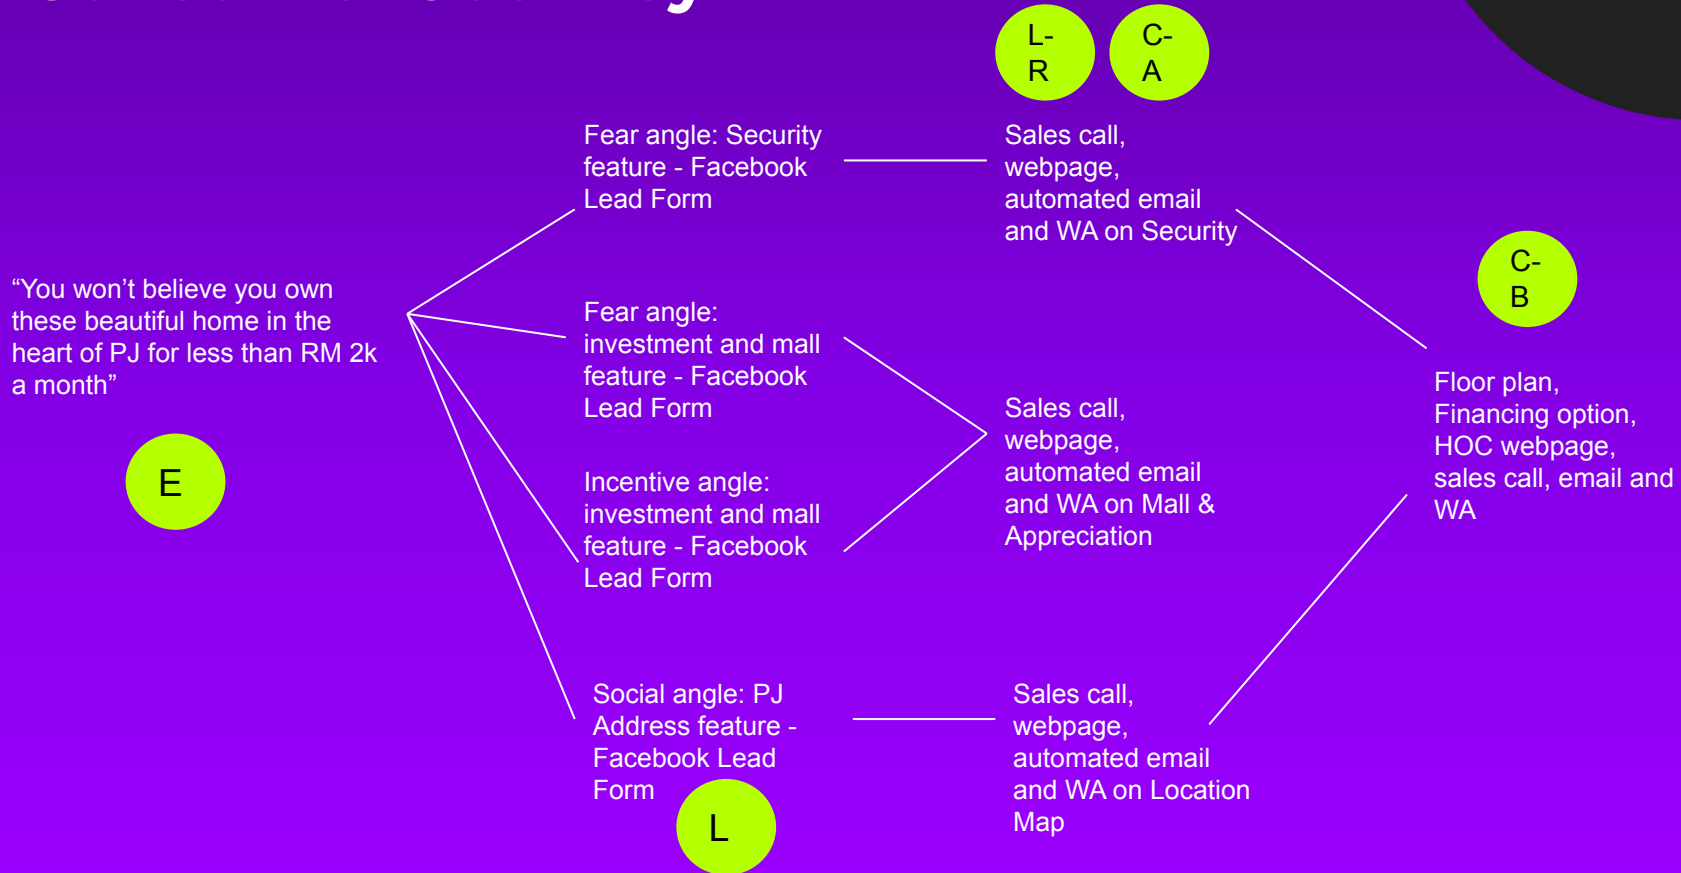 L-
R
C-
A
Fear angle: Security
feature - Facebook
Lead Form
Sales call,
webpage,
automated email
and WA on Security
“You won’t believe you own
these beautiful home in the
heart of PJ for less than RM 2k
a month”
E
Fear angle:
investment and mall
feature - Facebook
Lead Form
Incentive angle:
investment and mall
feature - Facebook
Lead Form
Sales call,
webpage,
automated email
and WA on Mall &
Appreciation
C-
B
Floor plan,
Financing option,
HOC webpage,
sales call, email and
WA
Social angle: PJ
Address feature -
Facebook Lead
Form
L
Sales call,
webpage,
automated email
and WA on Location
Map